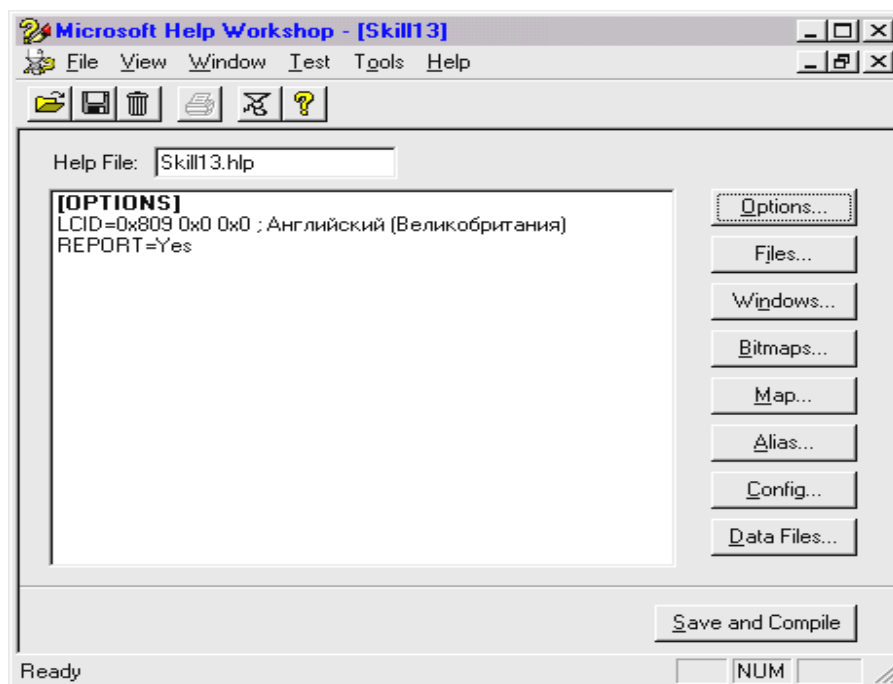 Microsoft Help Workshop - [Skill13]
File View Window Test Tools Help
Help File: Skill13.hlp
[OPTIONS]
LCID=0x809 0x0 0x0 ; Английский (Великобритания)
REPORT=Yes
Options...
Files...
Windows...
Bitmaps...
Map...
Alias...
Config...
Data Files...
Save and Compile
Ready NUM